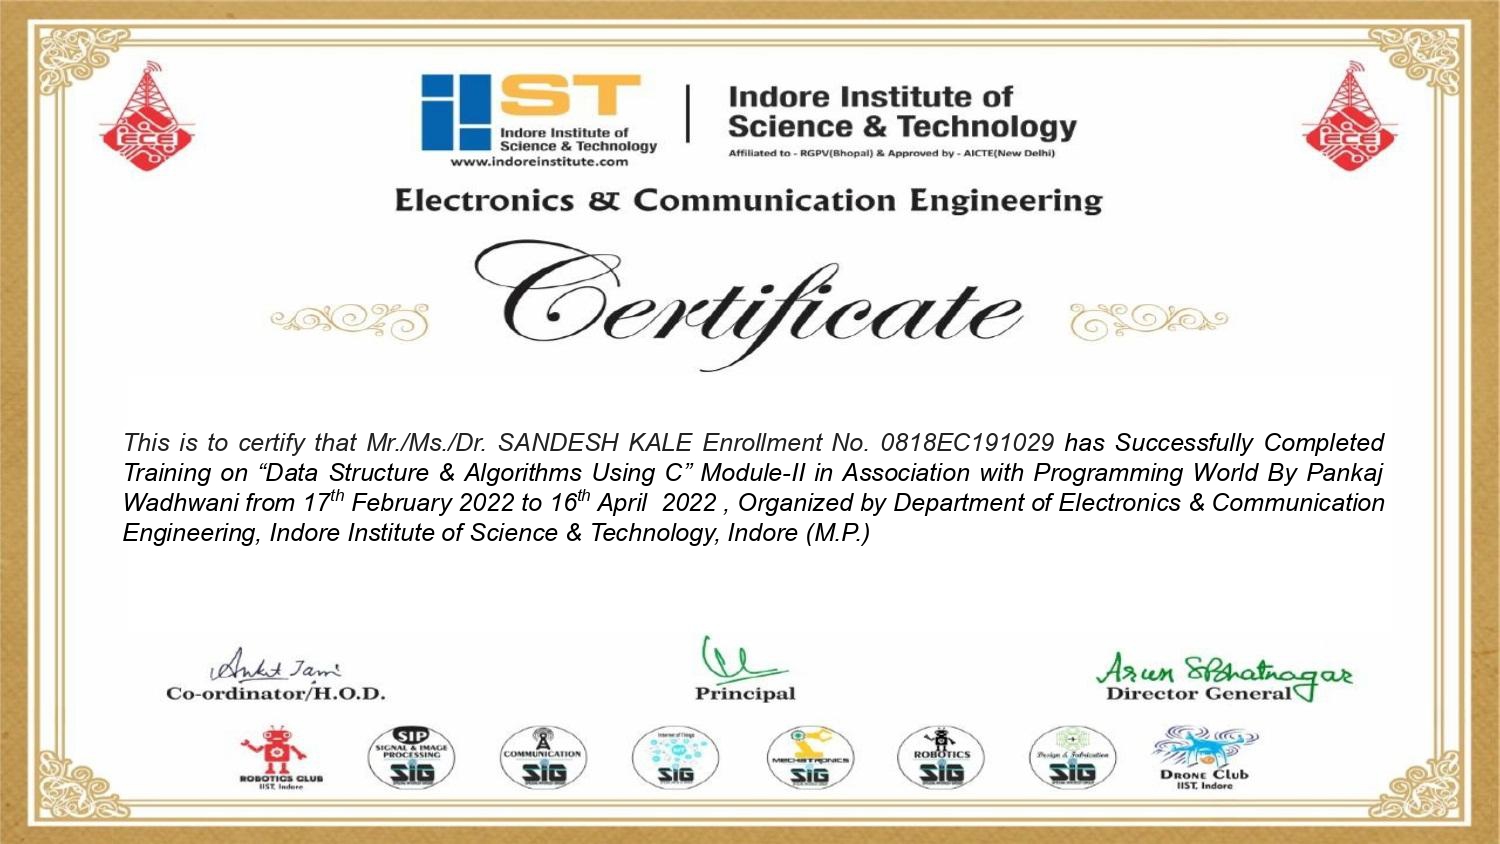 ECE
IIST
Indore Institute of
Science & Technology
www.indoreinstitute.com
Indore Institute of
Science & Technology
Affiliated to - RGPV(Bhopal) & Approved by - AICTE(New Delhi)
ECE
Electronics & Communication Engineering
Certificate
This is to certify that Mr./Ms./Dr. SANDESH KALE Enrollment No. 0818EC191029 has Successfully Completed
Training on “Data Structure & Algorithms Using C” Module-II in Association with Programming World By Pankaj
Wadhwani from 17th February 2022 to 16th April 2022 , Organized by Department of Electronics & Communication
Engineering, Indore Institute of Science & Technology, Indore (M.P.)
Ankit Jain
Co-ordinator/H.O.D.
Principal
Arun S Bhatnagar
Director General
ROBOTICS CLUB
IIST, Indore
SIP
SIGNAL & IMAGE
PROCESSING
SIG
COMMUNICATION
SIG
Internet of Things
SIG
MECHATRONICS
SIG
ROBOTICS
SIG
Design & Fabrication
SIG
DRONE CLUB
IIST, Indore